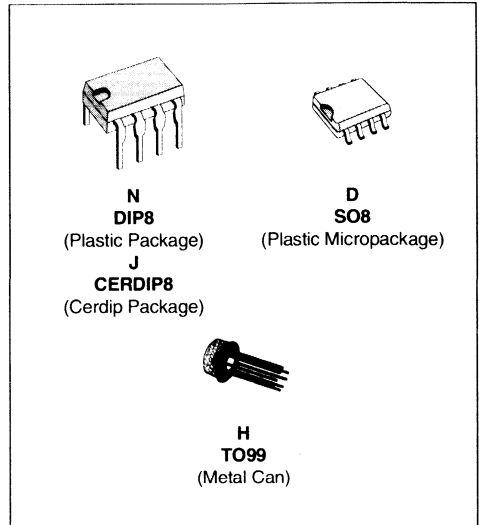 N
DIP8
(Plastic Package)
J
CERDIP8
(Cerdip Package)
D
SO8
(Plastic Micropackage)
H
TO99
(Metal Can)